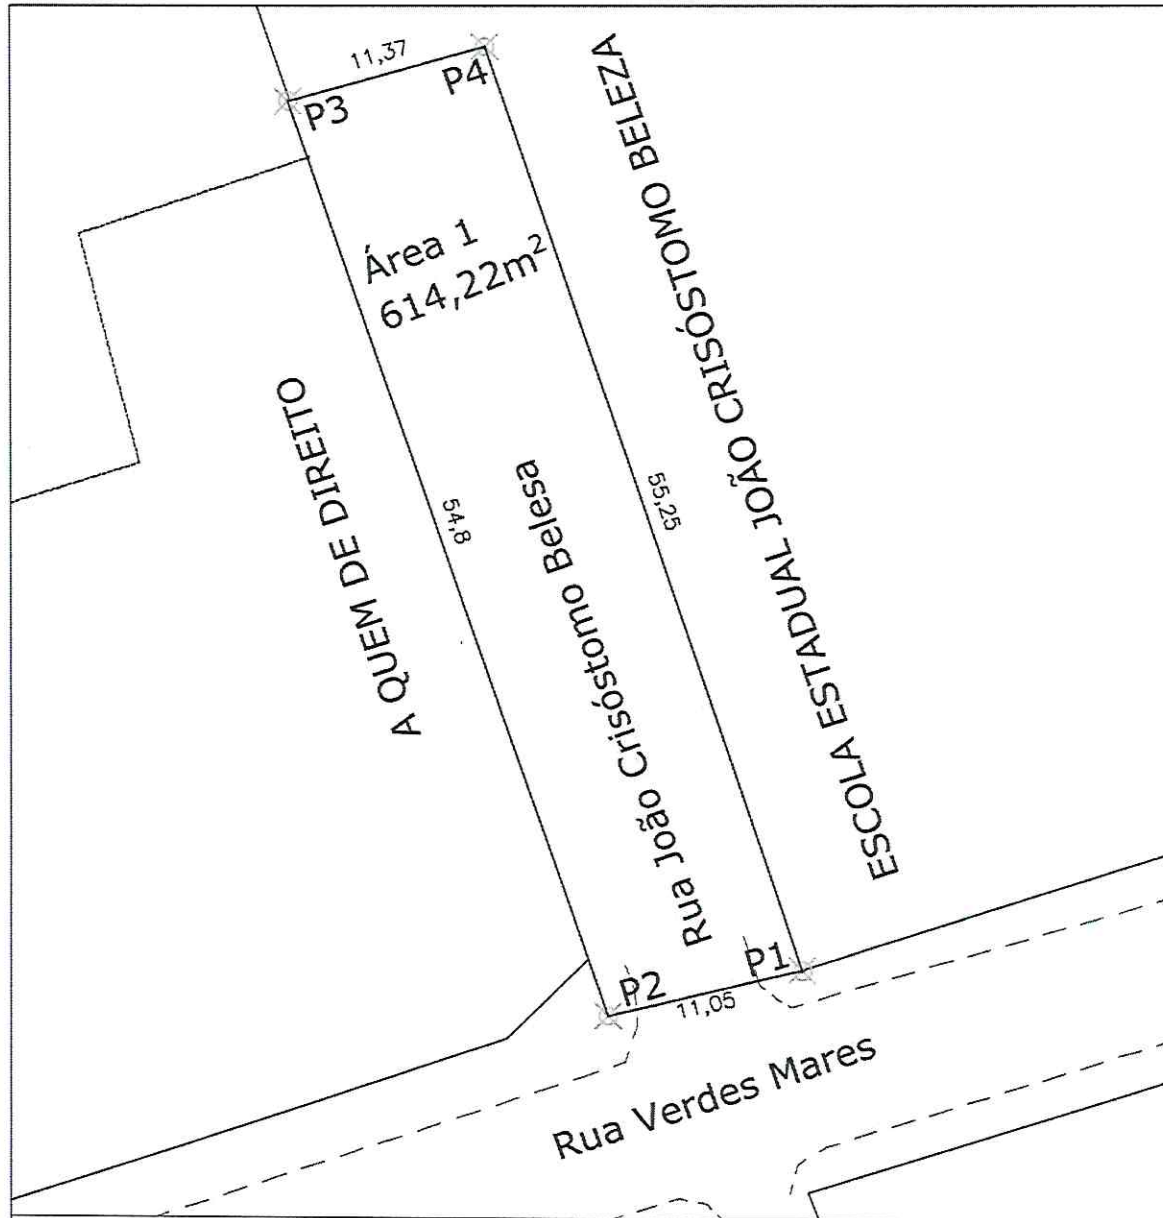 11,37
P4
P3
Área 1
614,22m²
ESCOLA ESTADUAL JOÃO CRISÓSTOMO BELEZA
A QUEM DE DIREITO
54,8
55,25
Rua João Crisóstomo Belesa
P1
P2
11,05
Rua Verdes Mares